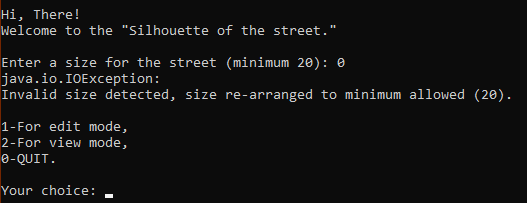 Hi, There!
Welcome to the "Silhouette of the street."
Enter a size for the street (minimum 20): 0
java.io.IOException:
Invalid size detected, size re-arranged to minimum allowed (20).
1-For edit mode,
2-For view mode,
0-QUIT.
Your choice: